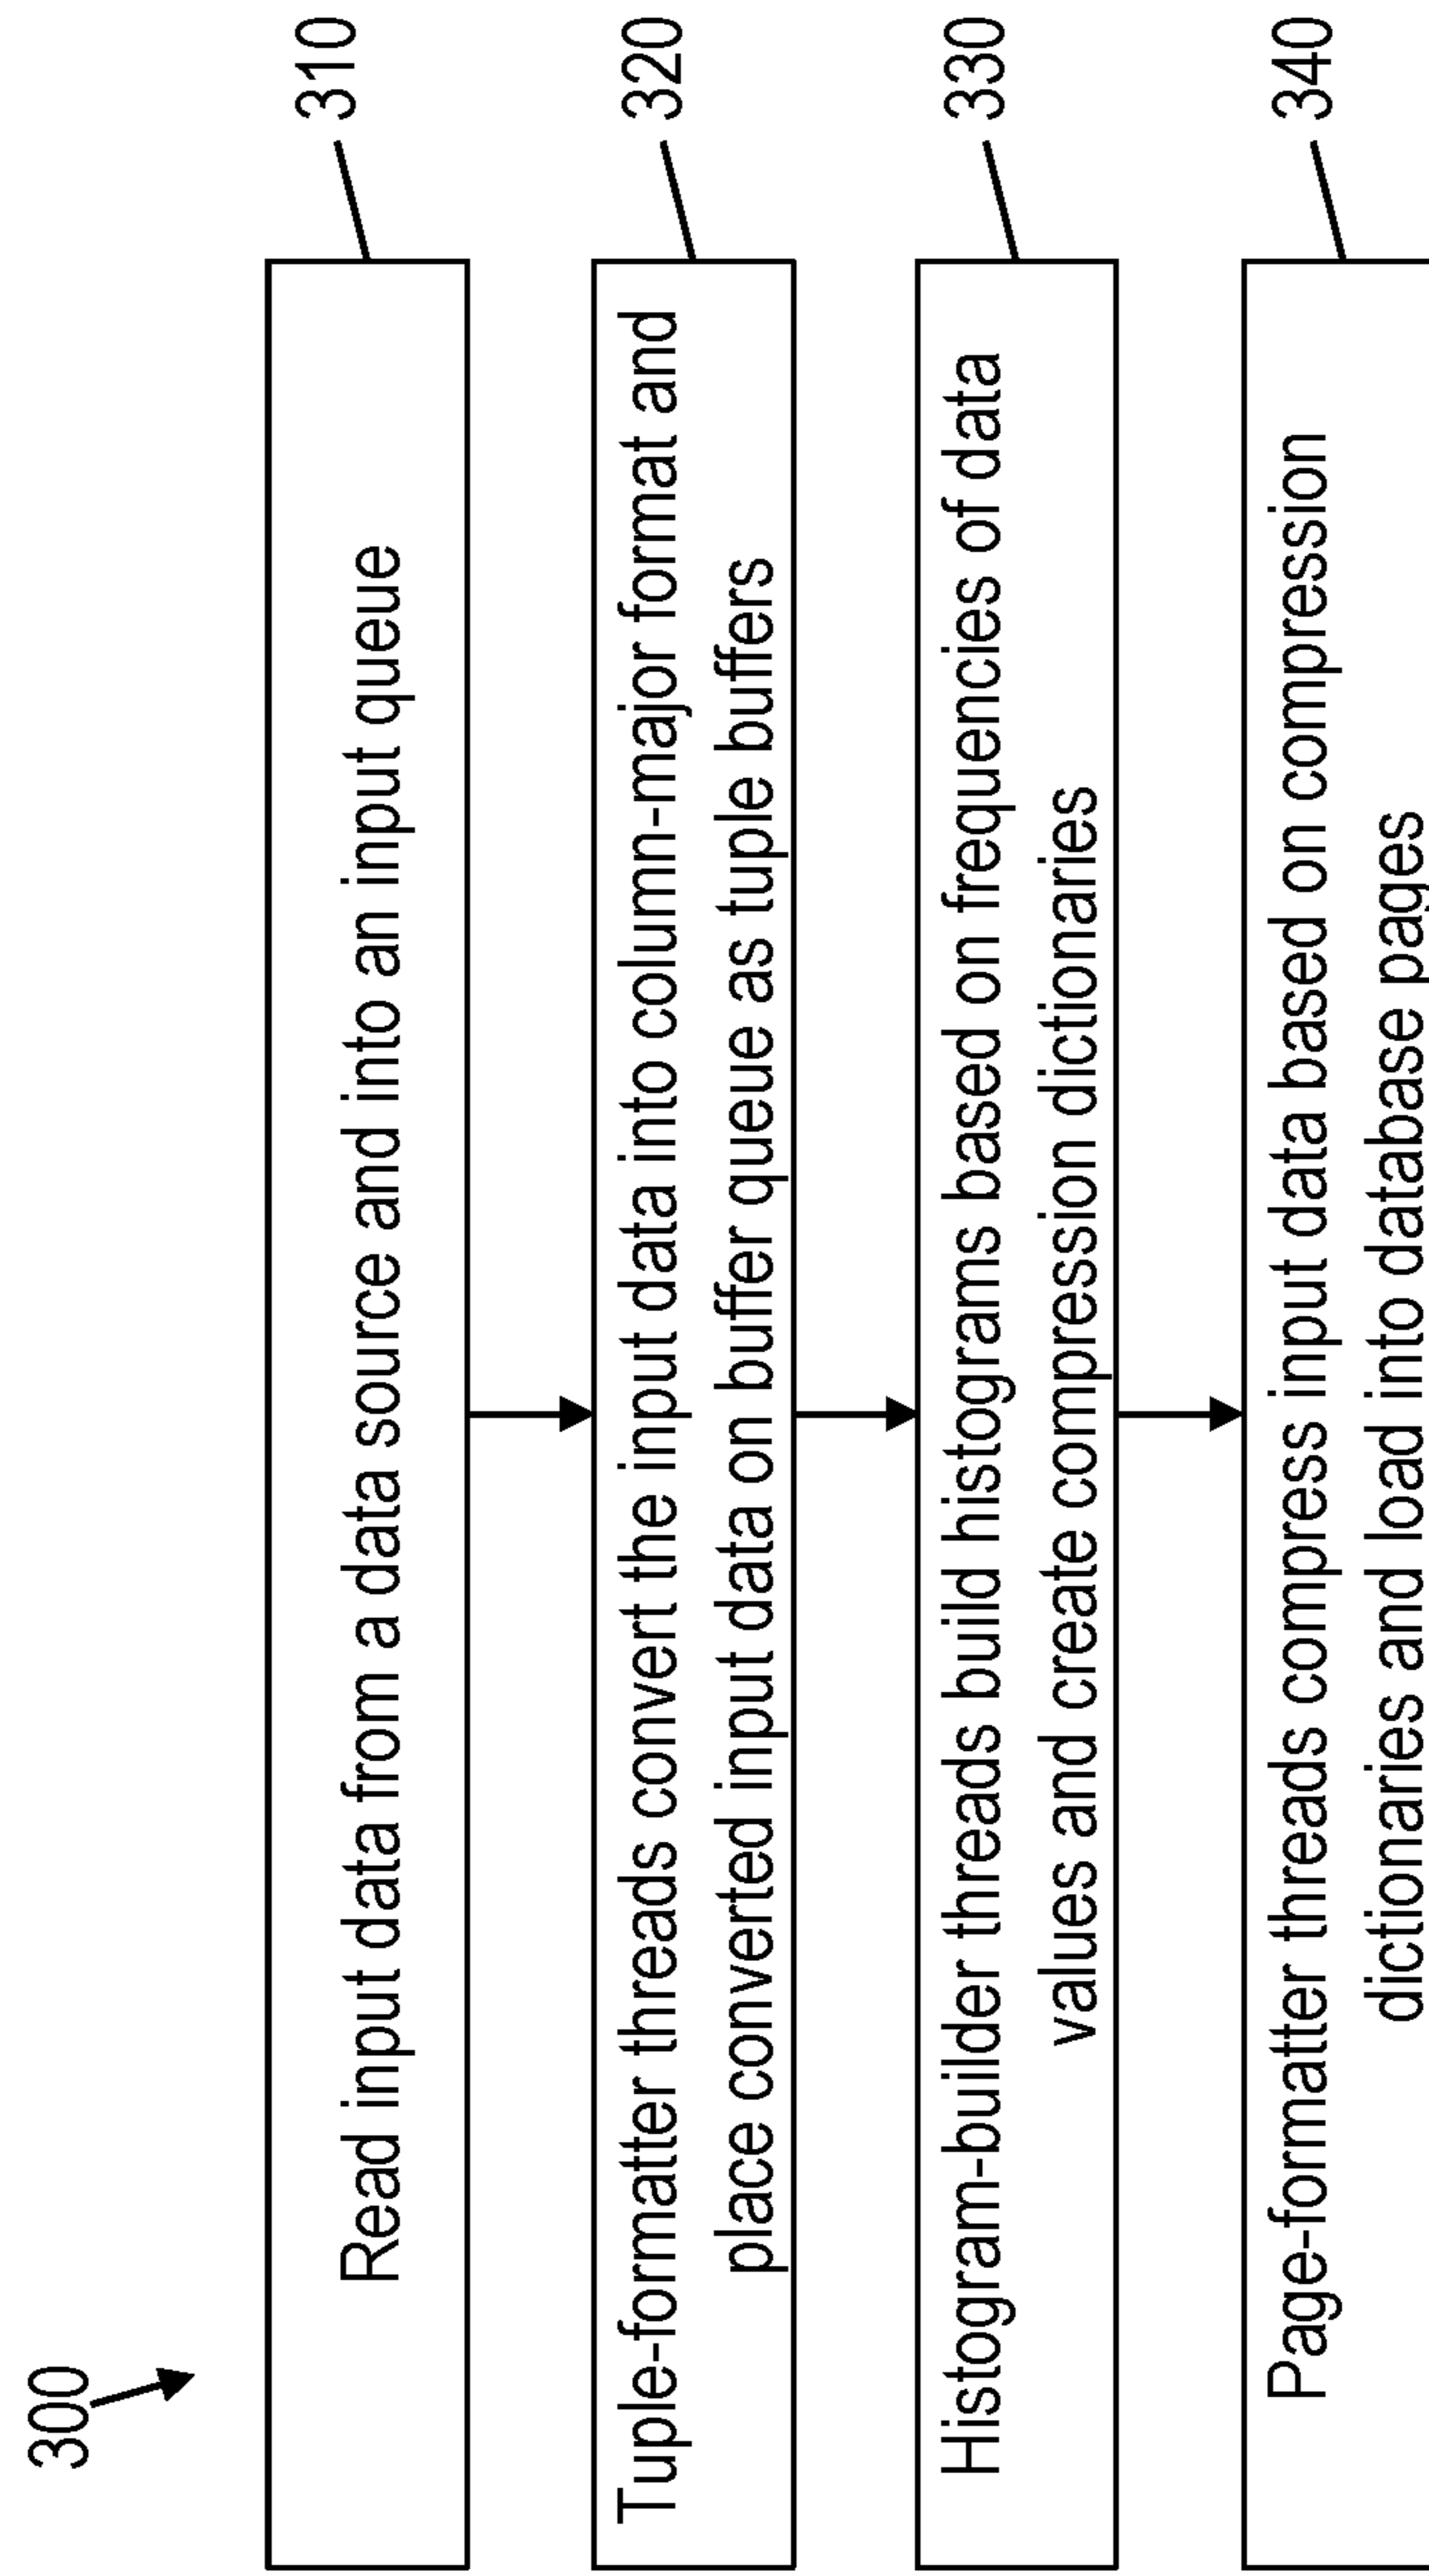 300
Read input data from a data source and into an input queue
310
Tuple-formatter threads convert the input data into column-major format and
place converted input data on buffer queue as tuple buffers
320
Histogram-builder threads build histograms based on frequencies of data
values and create compression dictionaries
330
Page-formatter threads compress input data based on compression
dictionaries and load into database pages
340